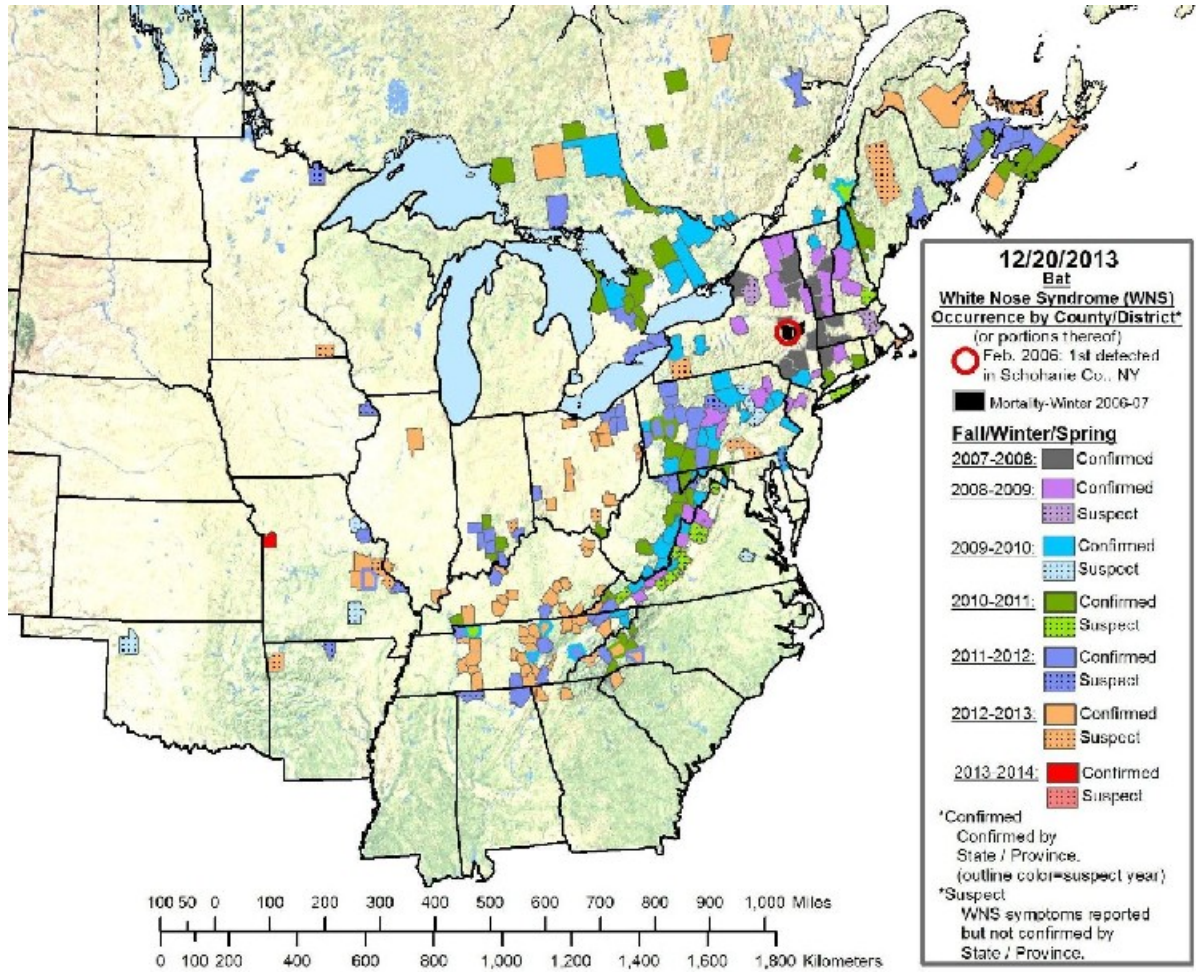 12/20/2013
Bat
White Nose Syndrome (WNS)
Occurrence by County/District*
(or portions thereof)
Feb. 2006: 1st detected
in Schoharie Co., NY
Mortality-Winter 2006-07
Fall/Winter/Spring
2007-2008: Confirmed
2008-2009: Confirmed
Suspect
2009-2010: Confirmed
Suspect
2010-2011: Confirmed
Suspect
2011-2012: Confirmed
Suspect
2012-2013: Confirmed
Suspect
2013-2014: Confirmed
Suspect
*Confirmed
Confirmed by
State / Province.
(outline color=suspect year)
*Suspect
WNS symptoms reported
but not confirmed by
State / Province.
100 50 0 100 200 300 400 500 600 700 800 900 1,000 Miles
0 100 200 400 600 800 1,000 1,200 1,400 1,600 1,800 Kilometers